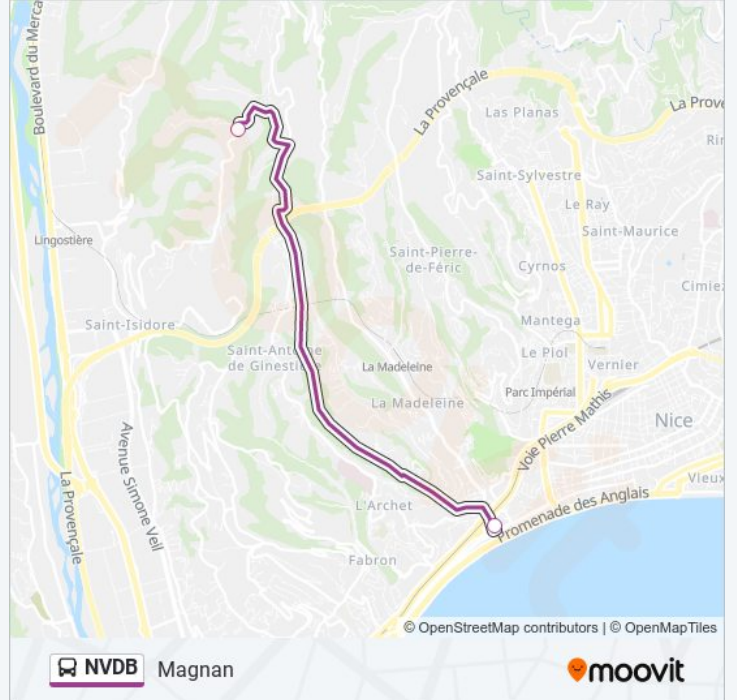 Boulevard du Merca
La Provençale
Las Planas
La Prove
Saint-Sylvestre
Le Ray
Saint-Maurice
Lingostière
Saint-Pierre-
de-Féric
Cyrnos
Cimie
Saint-Isidore
Mantega
Saint-Antoine
de Ginestière
La Madeleine
Le Piol
Vernier
Parc Impérial
La Madeleine
Voie Pierre Mathis
Nice
Avenue Simone Veil
La Provençale
Vieux
Promenade des Anglais
L'Archet
Fabron
© OpenStreetMap contributors | © OpenMapTiles
NVDB Magnan
moovit